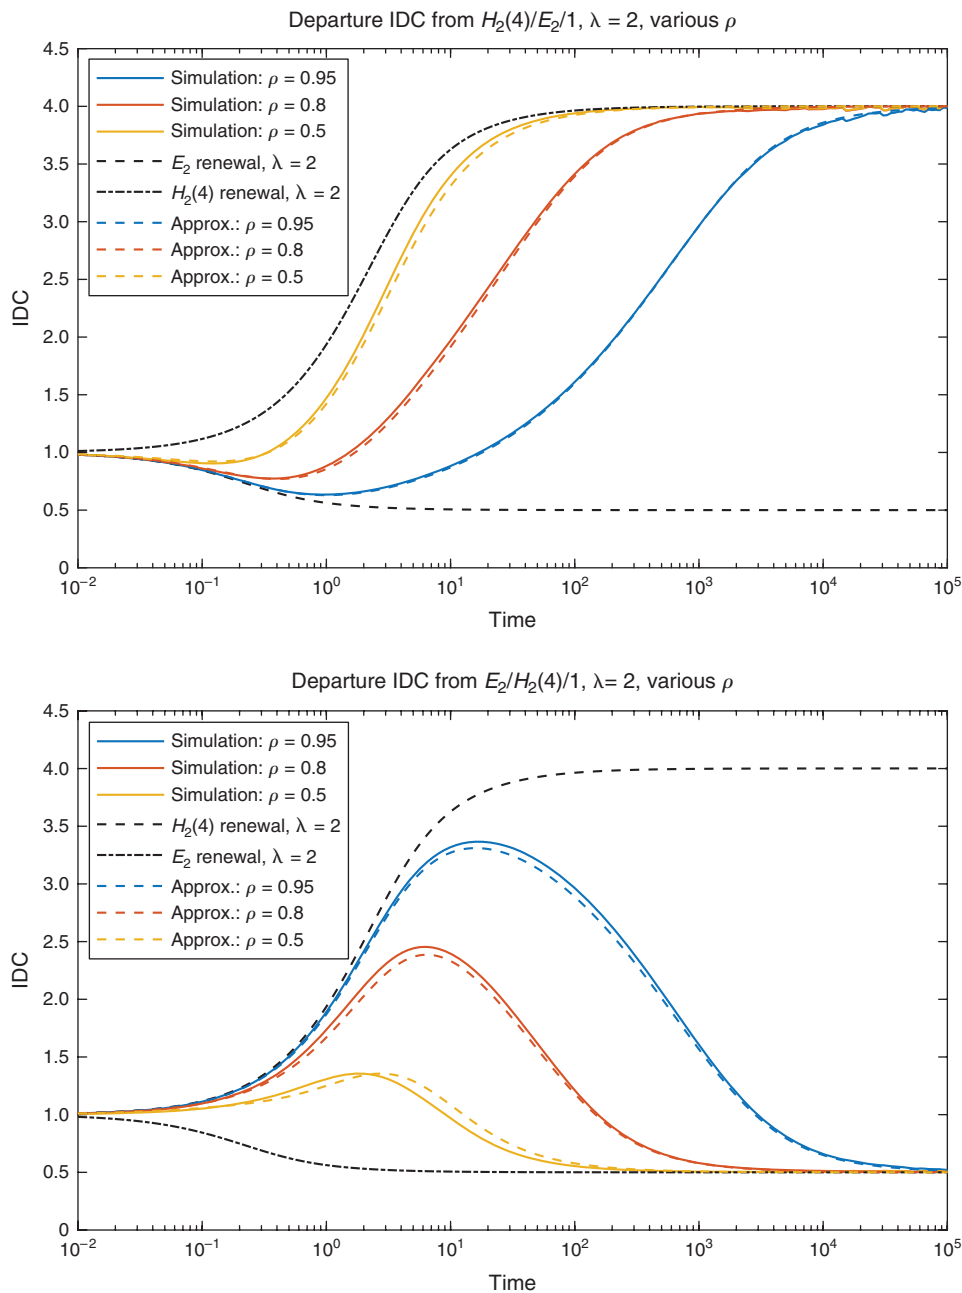 Departure IDC from H₂(4)/E₂/1, λ = 2, various ρ
4.5
4.0
3.5
3.0
2.5
2.0
1.5
1.0
0.5
0
IDC
Simulation: ρ = 0.95
Simulation: ρ = 0.8
Simulation: ρ = 0.5
E₂ renewal, λ = 2
H₂(4) renewal, λ = 2
Approx.: ρ = 0.95
Approx.: ρ = 0.8
Approx.: ρ = 0.5
10⁻² 10⁻¹ 10⁰ 10¹ 10² 10³ 10⁴ 10⁵
Time
Departure IDC from E₂/H₂(4)/1, λ= 2, various ρ
4.5
4.0
3.5
3.0
2.5
2.0
1.5
1.0
0.5
0
IDC
Simulation: ρ = 0.95
Simulation: ρ = 0.8
Simulation: ρ = 0.5
H₂(4) renewal, λ = 2
E₂ renewal, λ = 2
Approx.: ρ = 0.95
Approx.: ρ = 0.8
Approx.: ρ = 0.5
10⁻² 10⁻¹ 10⁰ 10¹ 10² 10³ 10⁴ 10⁵
Time